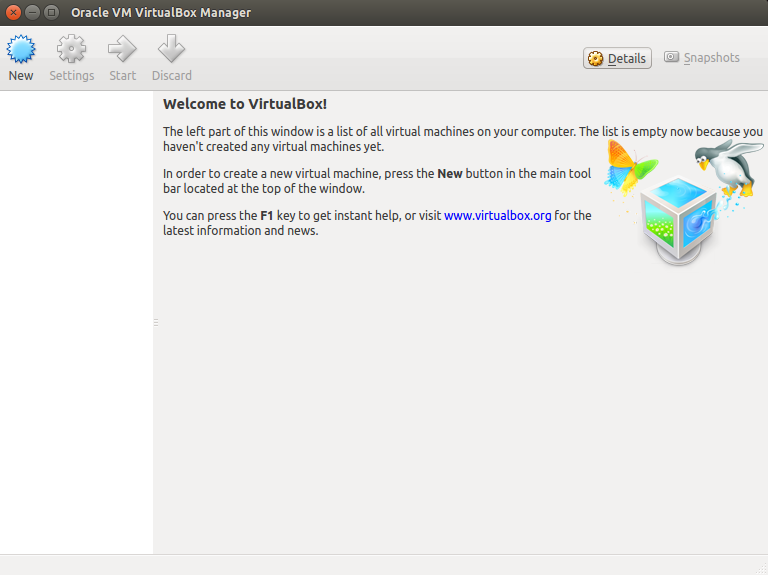 Oracle VM VirtualBox Manager
New Settings Start Discard
Details Snapshots
Welcome to VirtualBox!
The left part of this window is a list of all virtual machines on your computer. The list is empty now because you
haven't created any virtual machines yet.
In order to create a new virtual machine, press the New button in the main tool
bar located at the top of the window.
You can press the F1 key to get instant help, or visit www.virtualbox.org for the
latest information and news.